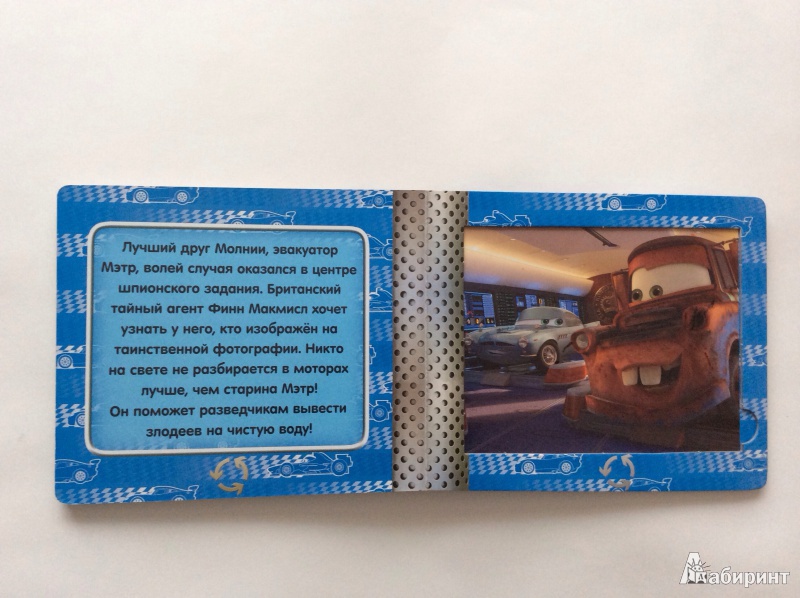 Лучший друг Молнии, эвакуатор
Мэтр, волей случая оказался в центре
шпионского задания. Британский
тайный агент Финн Макмисл хочет
узнать у него, кто изображён на
таинственной фотографии. Никто
на свете не разбирается в моторах
лучше, чем старина Мэтр!
Он поможет разведчикам вывести
злодеев на чистую воду!
Лабиринт